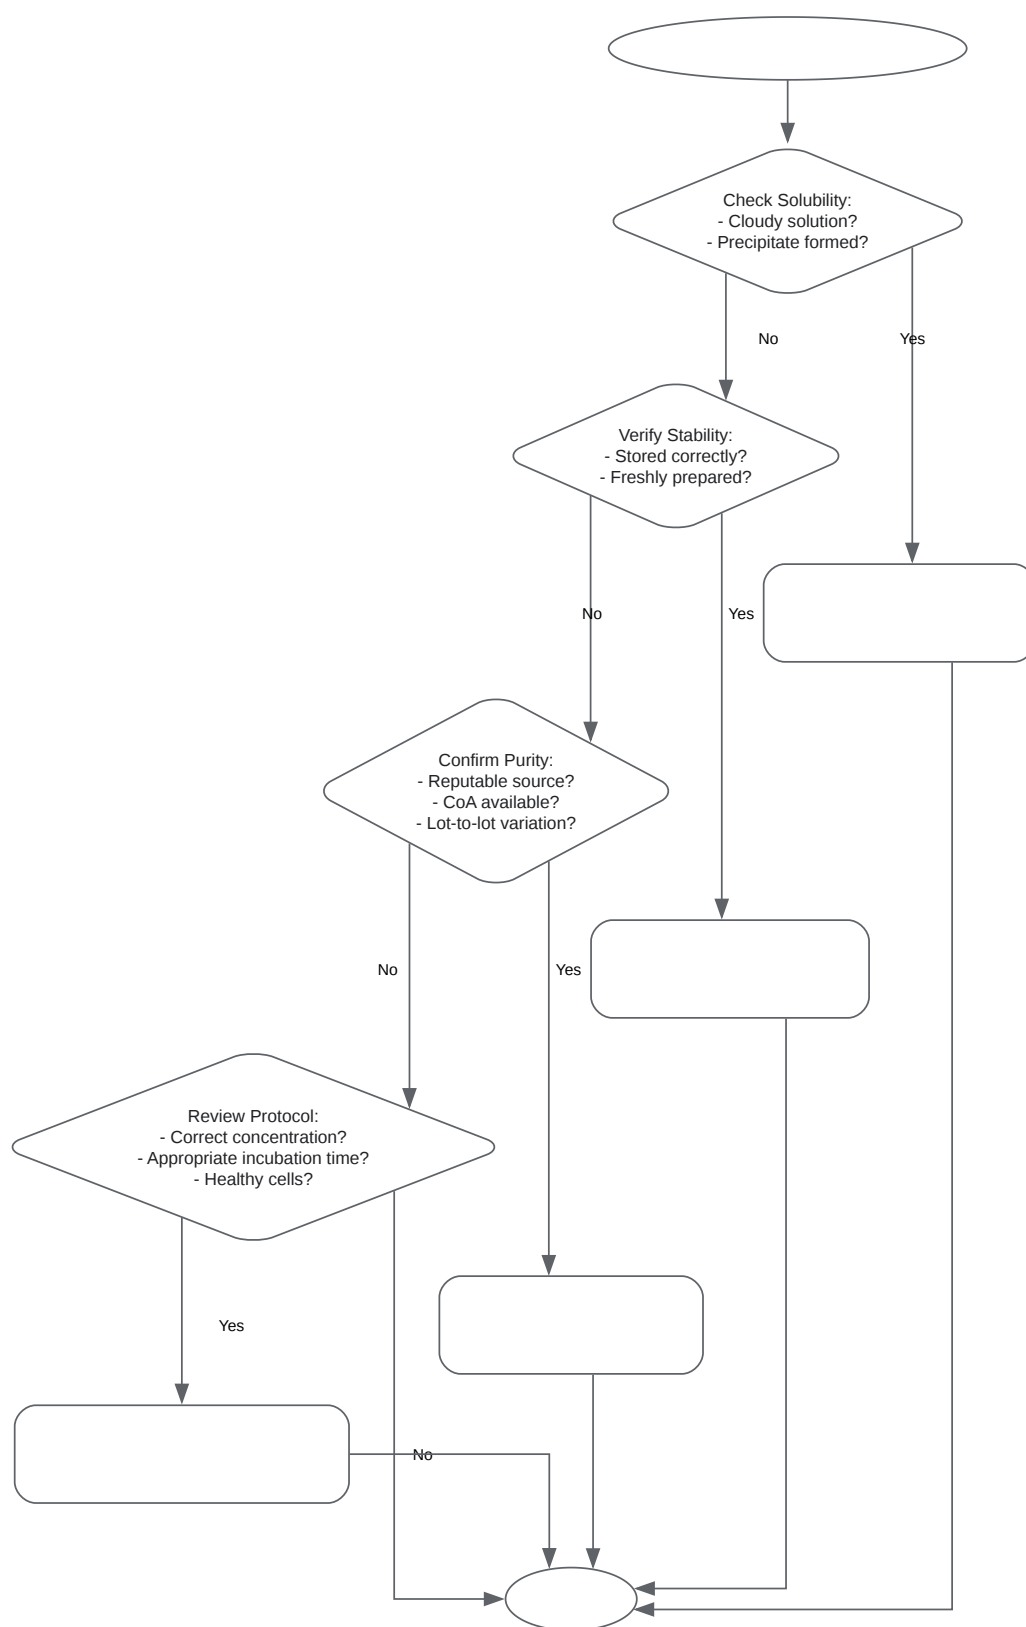 Check Solubility:
- Cloudy solution?
- Precipitate formed?
No
Yes
Verify Stability:
- Stored correctly?
- Freshly prepared?
No
Yes
Confirm Purity:
- Reputable source?
- CoA available?
- Lot-to-lot variation?
No
Yes
Review Protocol:
- Correct concentration?
- Appropriate incubation time?
- Healthy cells?
Yes
No